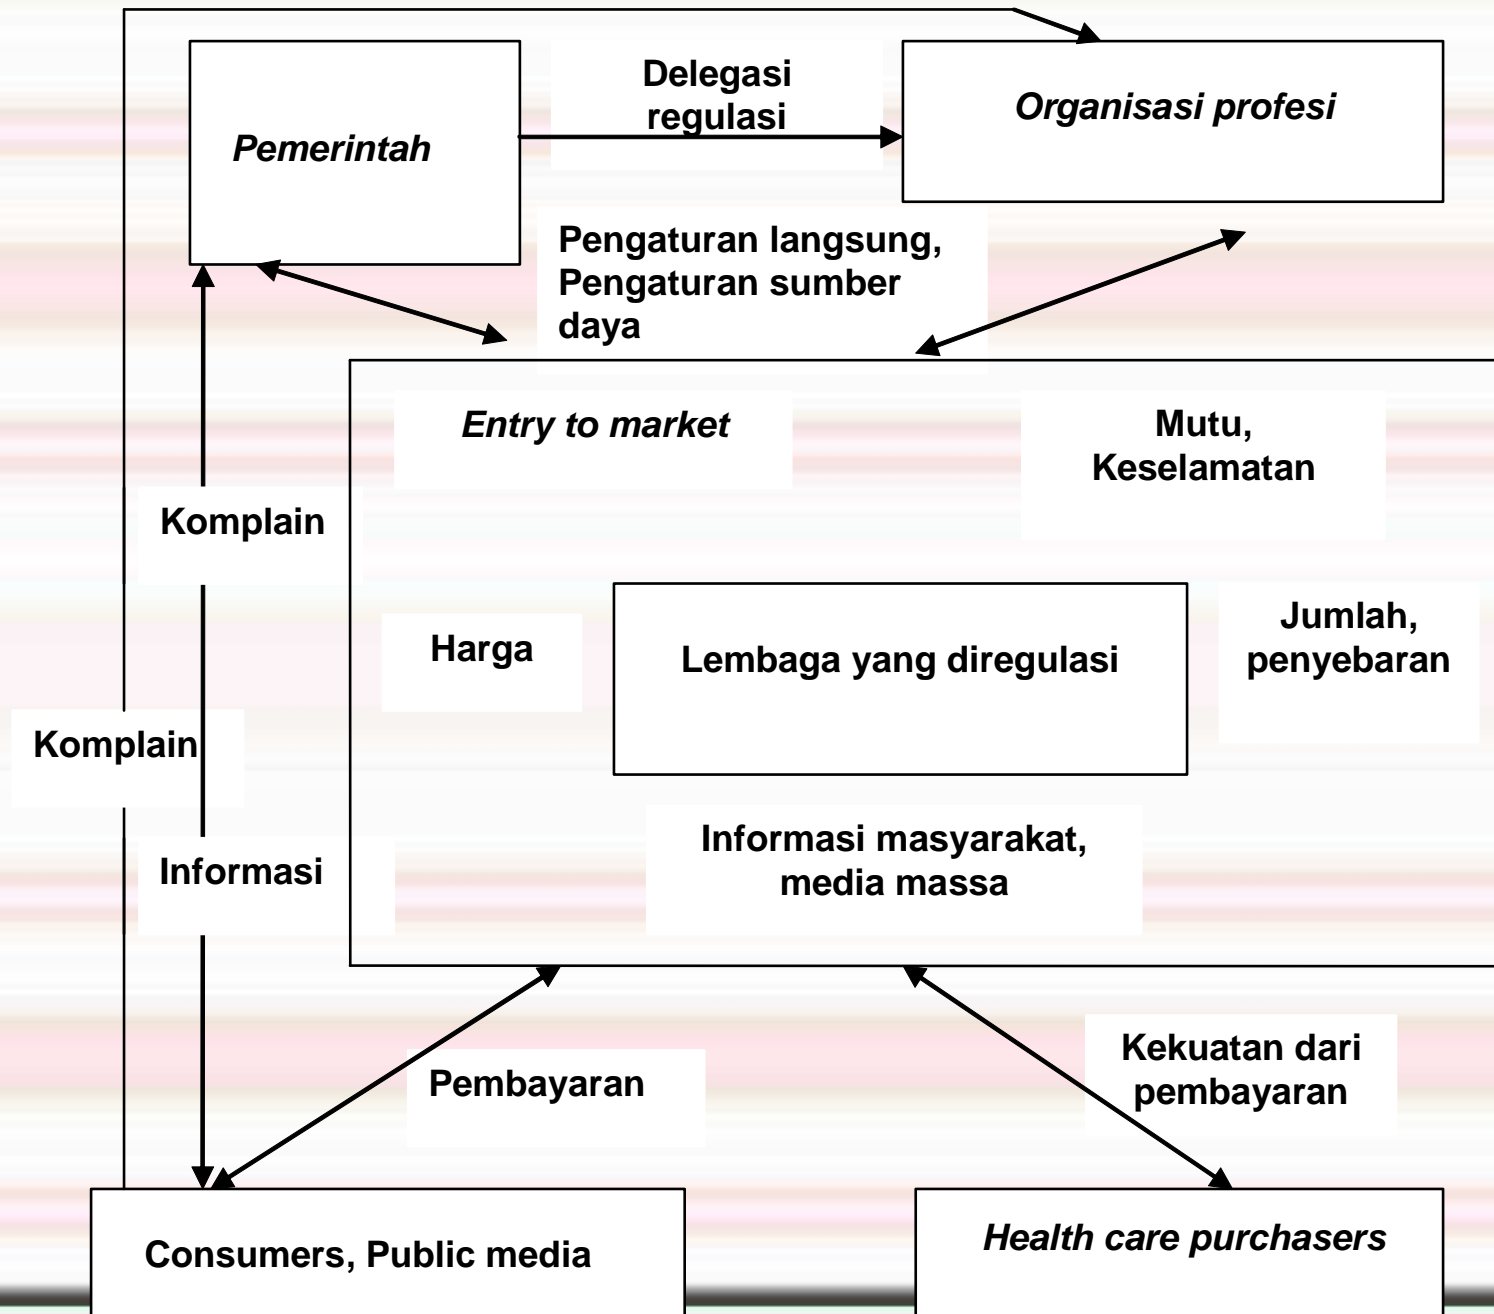 Delegasi
regulasi
Organisasi profesi
Pemerintah
Pengaturan langsung,
Pengaturan sumber
daya
Entry to market
Mutu,
Keselamatan
Komplain
Harga
Lembaga yang diregulasi
Jumlah,
penyebaran
Komplain
Informasi
Informasi masyarakat,
media massa
Pembayaran
Kekuatan dari
pembayaran
Consumers, Public media
Health care purchasers